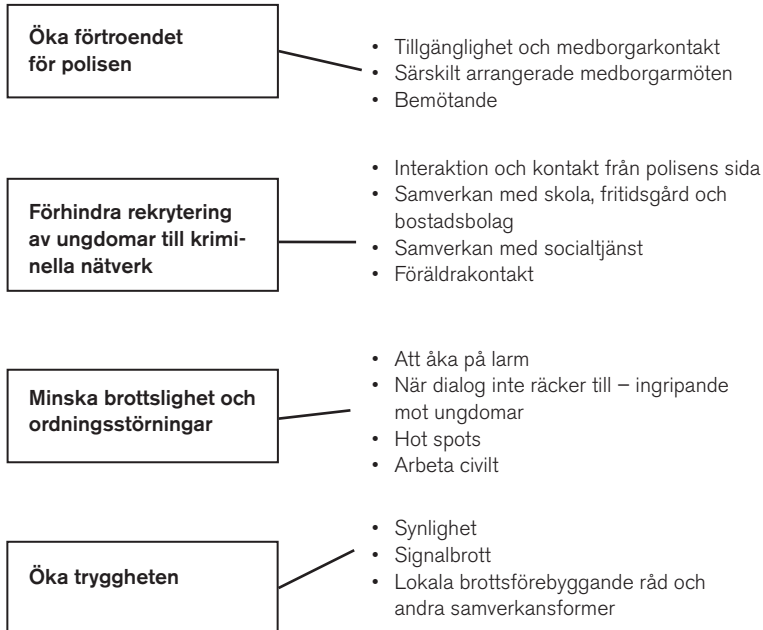 Öka förtroendet
för polisen
• Tillgänglighet och medborgarkontakt
• Särskilt arrangerade medborgarmöten
• Bemötande
Förhindra rekrytering
av ungdomar till krimi-
nella nätverk
• Interaktion och kontakt från polisens sida
• Samverkan med skola, fritidsgård och
bostadsbolag
• Samverkan med socialtjänst
• Föräldrakontakt
Minska brottslighet och
ordningsstörningar
• Att åka på larm
• När dialog inte räcker till – ingripande
mot ungdomar
• Hot spots
• Arbeta civilt
Öka tryggheten
• Synlighet
• Signalbrott
• Lokala brottsförebyggande råd och
andra samverkansformer